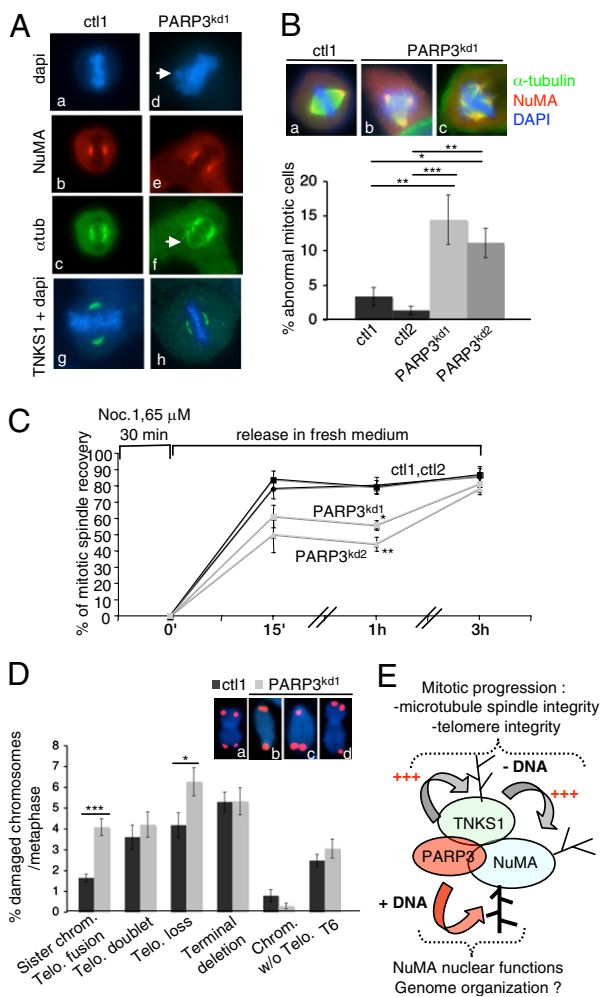 A
ctl1 PARP3kd1
dapi
a
d
NuMA
b
e
αtub
c
f
TNKS1 + dapi
g
h
B
ctl1 PARP3kd1
α-tubulin
NuMA
DAPI
a
b
c
**
*
***
**
% abnormal mitotic cells
20
15
10
5
0
ctl1
ctl2
PARP3kd1
PARP3kd2
C
Noc.1,65 µM
30 min
release in fresh medium
% of mitotic spindle recovery
100
90
80
70
60
50
40
30
20
10
0
ctl1,ctl2
PARP3kd1
*
PARP3kd2
**
0' 15' 1h 3h
D
ctl1 PARP3kd1
a
b
c
d
% damaged chromosomes
/metaphase
8
7
6
5
4
3
2
1
0
***
*
Sister chrom.
Telo. fusion
Telo. doublet
Telo. loss
Terminal
deletion
Chrom.
w/o Telo. T6
E
Mitotic progression :
-microtubule spindle integrity
-telomere integrity
- DNA
+++
+++
TNKS1
PARP3
NuMA
+ DNA
NuMA nuclear functions
Genome organization ?